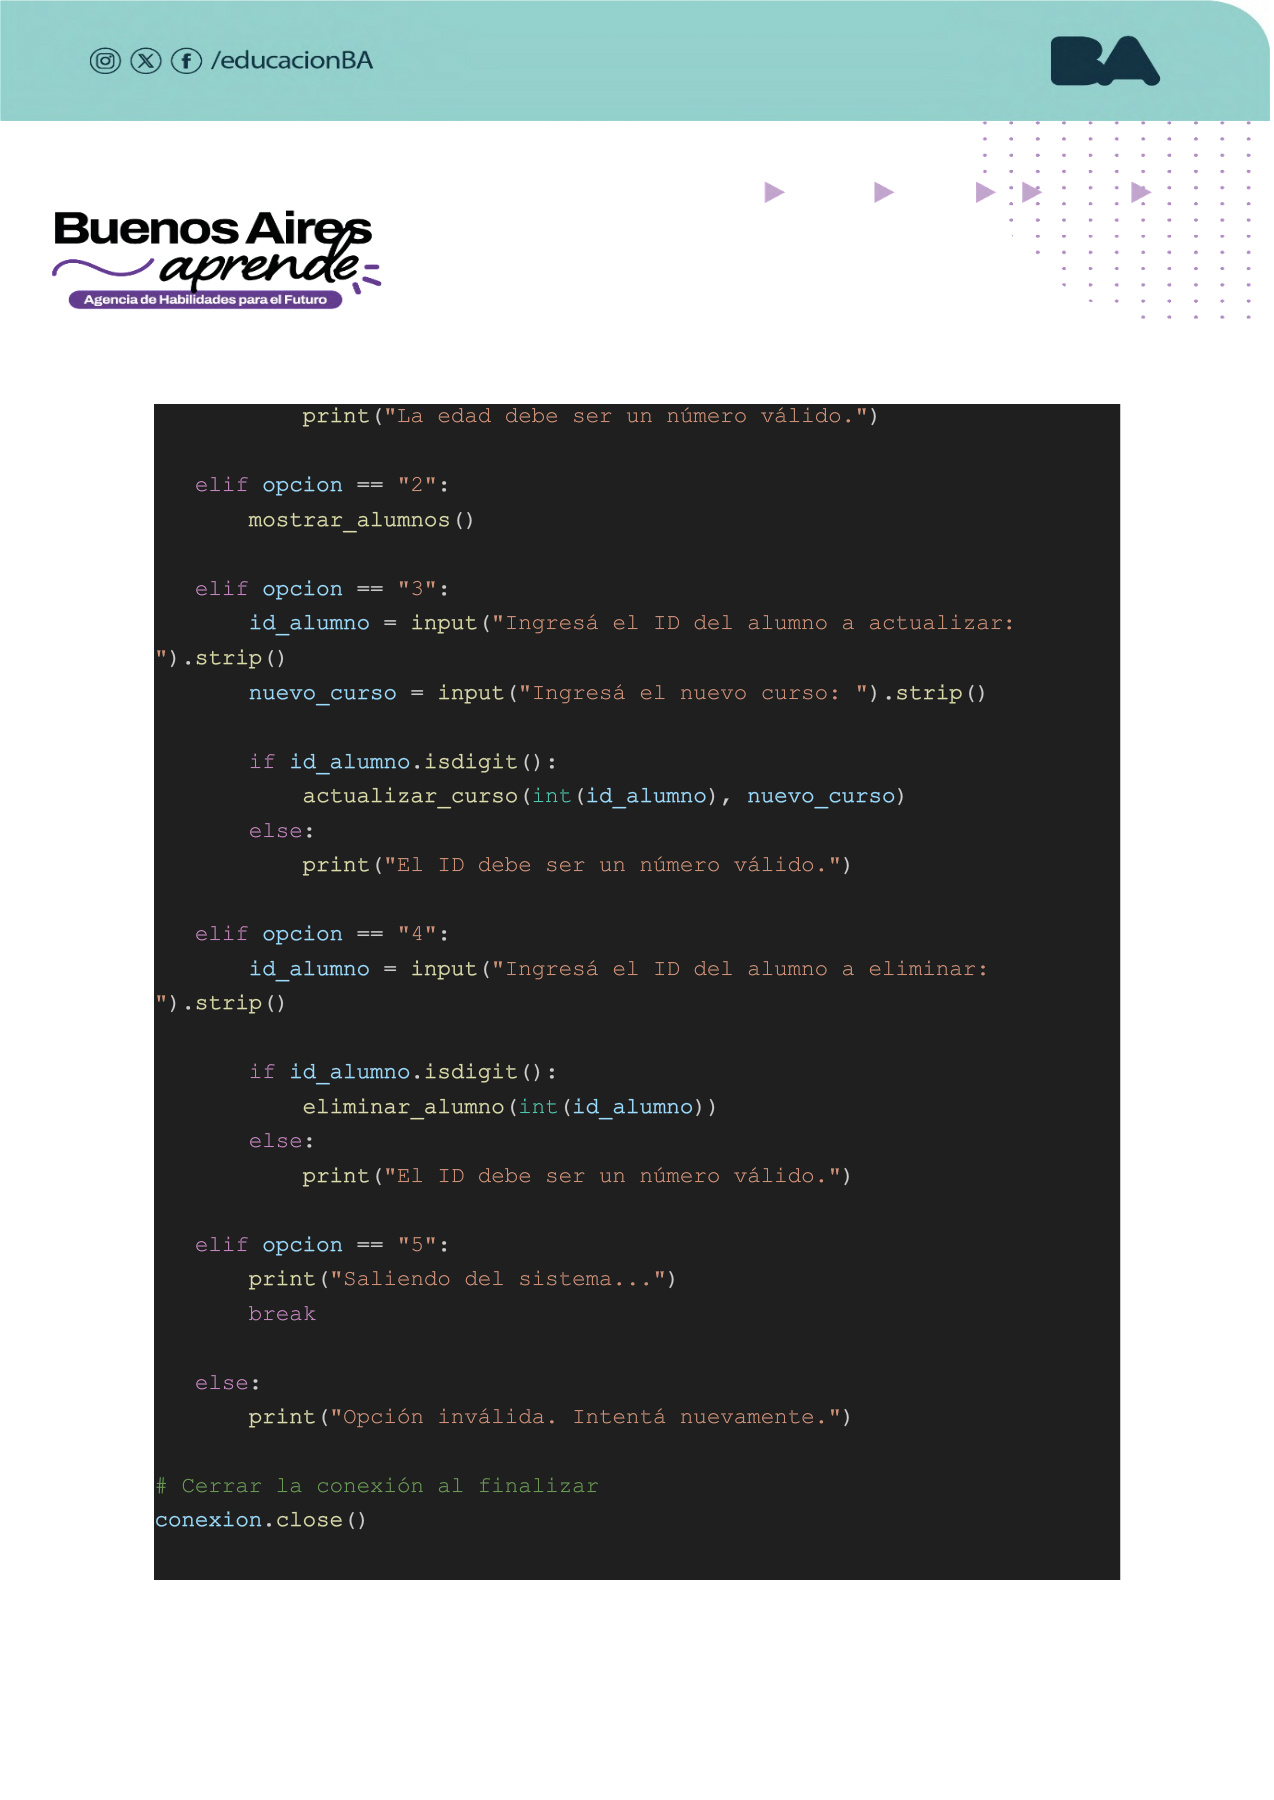 /educacionBA
BA
Buenos Aires
aprende
Agencia de Habilidades para el Futuro
            print("La edad debe ser un número válido.")
    elif opcion == "2":
        mostrar_alumnos()
    elif opcion == "3":
        id_alumno = input("Ingresá el ID del alumno a actualizar:
").strip()
        nuevo_curso = input("Ingresá el nuevo curso: ").strip()
        if id_alumno.isdigit():
            actualizar_curso(int(id_alumno), nuevo_curso)
        else:
            print("El ID debe ser un número válido.")
    elif opcion == "4":
        id_alumno = input("Ingresá el ID del alumno a eliminar:
").strip()
        if id_alumno.isdigit():
            eliminar_alumno(int(id_alumno))
        else:
            print("El ID debe ser un número válido.")
    elif opcion == "5":
        print("Saliendo del sistema...")
        break
    else:
        print("Opción inválida. Intentá nuevamente.")
# Cerrar la conexión al finalizar
conexion.close()